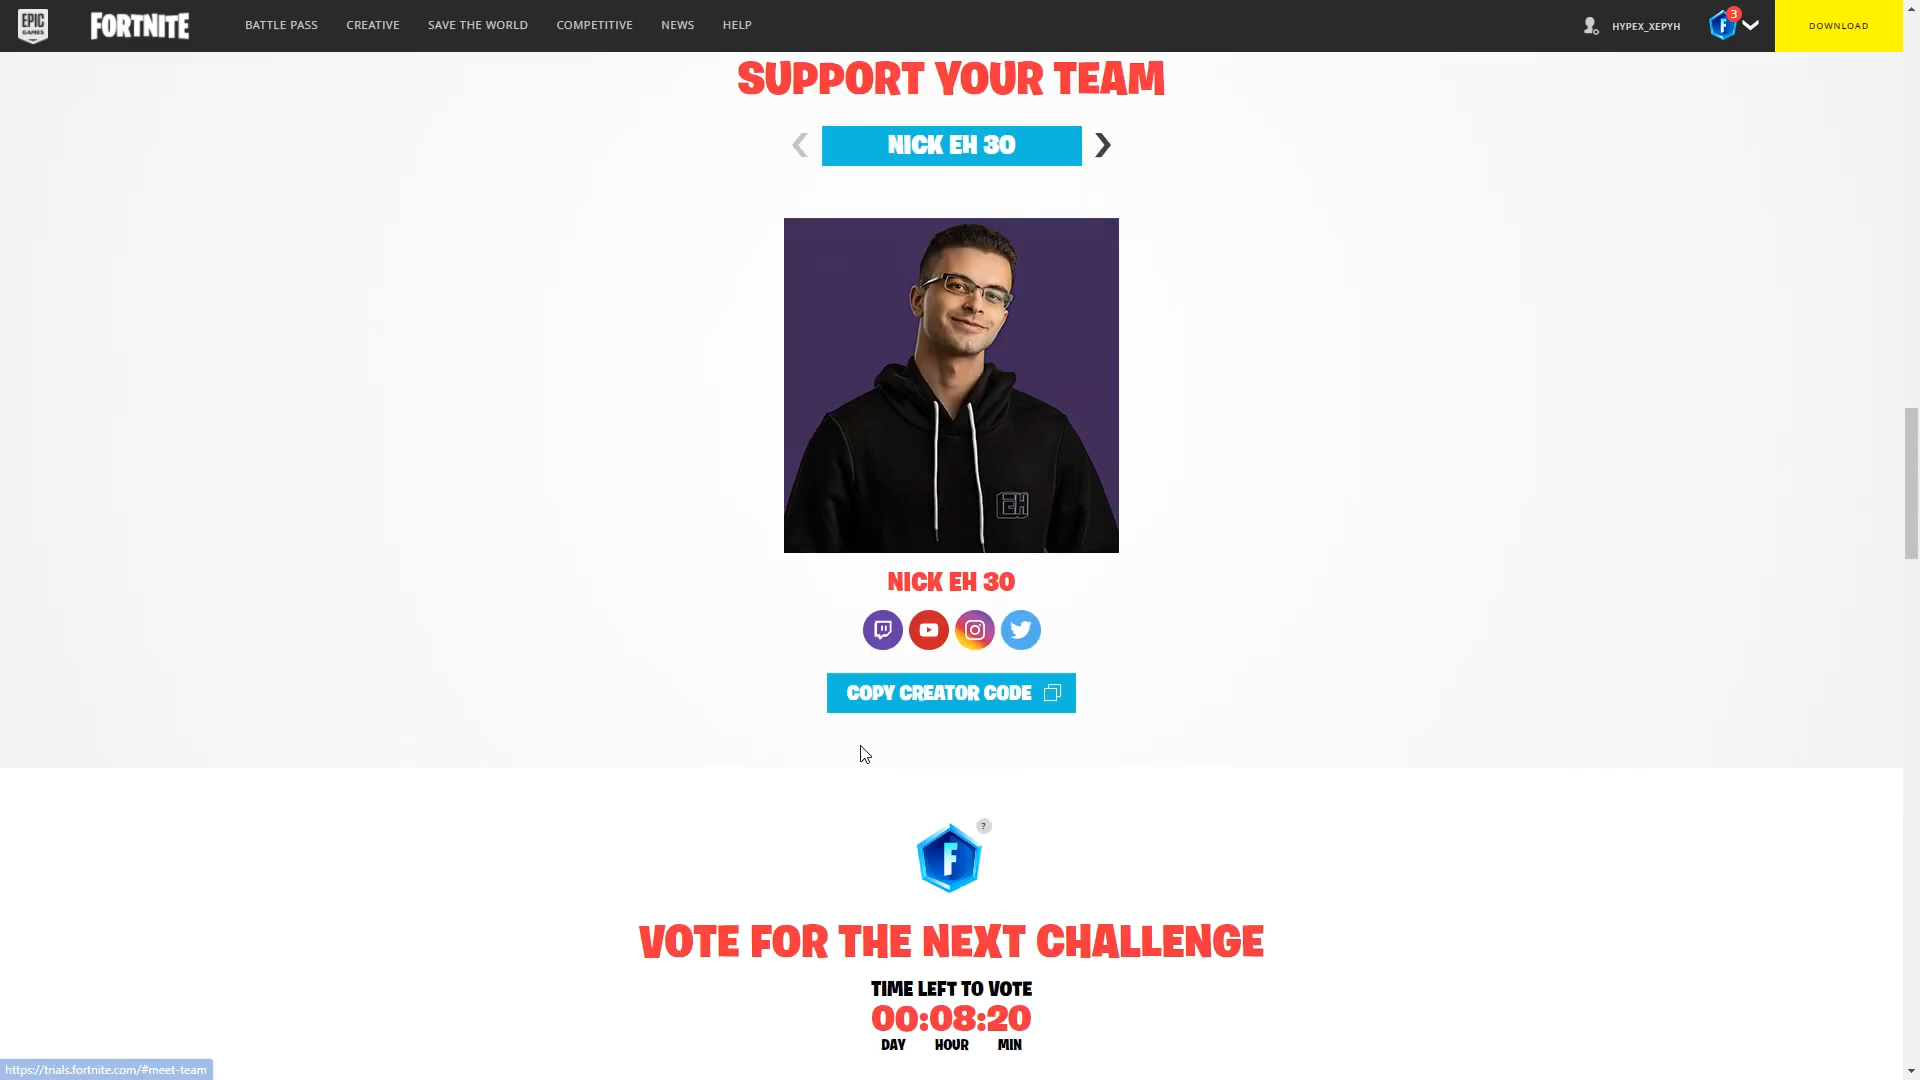 EPIC GAMES
FORTNITE
BATTLE PASS
CREATIVE
SAVE THE WORLD
COMPETITIVE
NEWS
HELP
HYPEX_XEPYH
F
3
DOWNLOAD
SUPPORT YOUR TEAM
NICK EH 30
EH
NICK EH 30
COPY CREATOR CODE
?
F
VOTE FOR THE NEXT CHALLENGE
TIME LEFT TO VOTE
00:08:20
DAY HOUR MIN
https://trials.fortnite.com/#meet-team